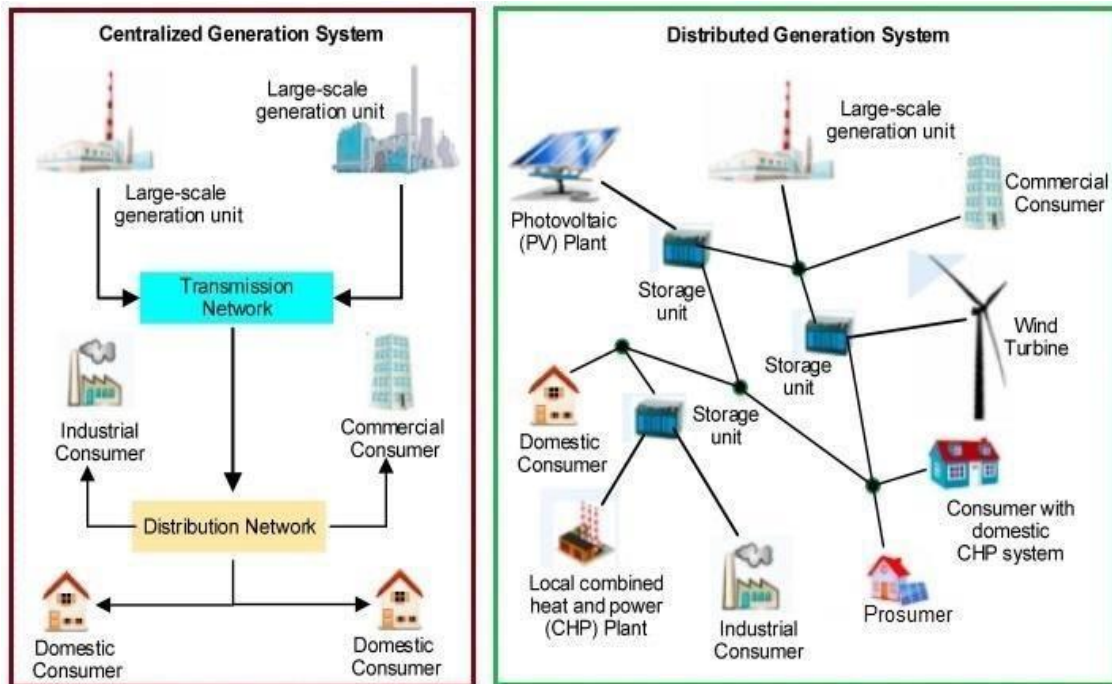 Centralized Generation System
Large-scale
generation unit
Large-scale
generation unit
Transmission
Network
Industrial
Consumer
Commercial
Consumer
Distribution Network
Domestic
Consumer
Domestic
Consumer
Distributed Generation System
Large-scale
generation unit
Photovoltaic
(PV) Plant
Commercial
Consumer
Storage
unit
Wind
Turbine
Storage
unit
Domestic
Consumer
Storage
unit
Consumer with
domestic
CHP system
Local combined
heat and power
(CHP) Plant
Industrial
Consumer
Prosumer